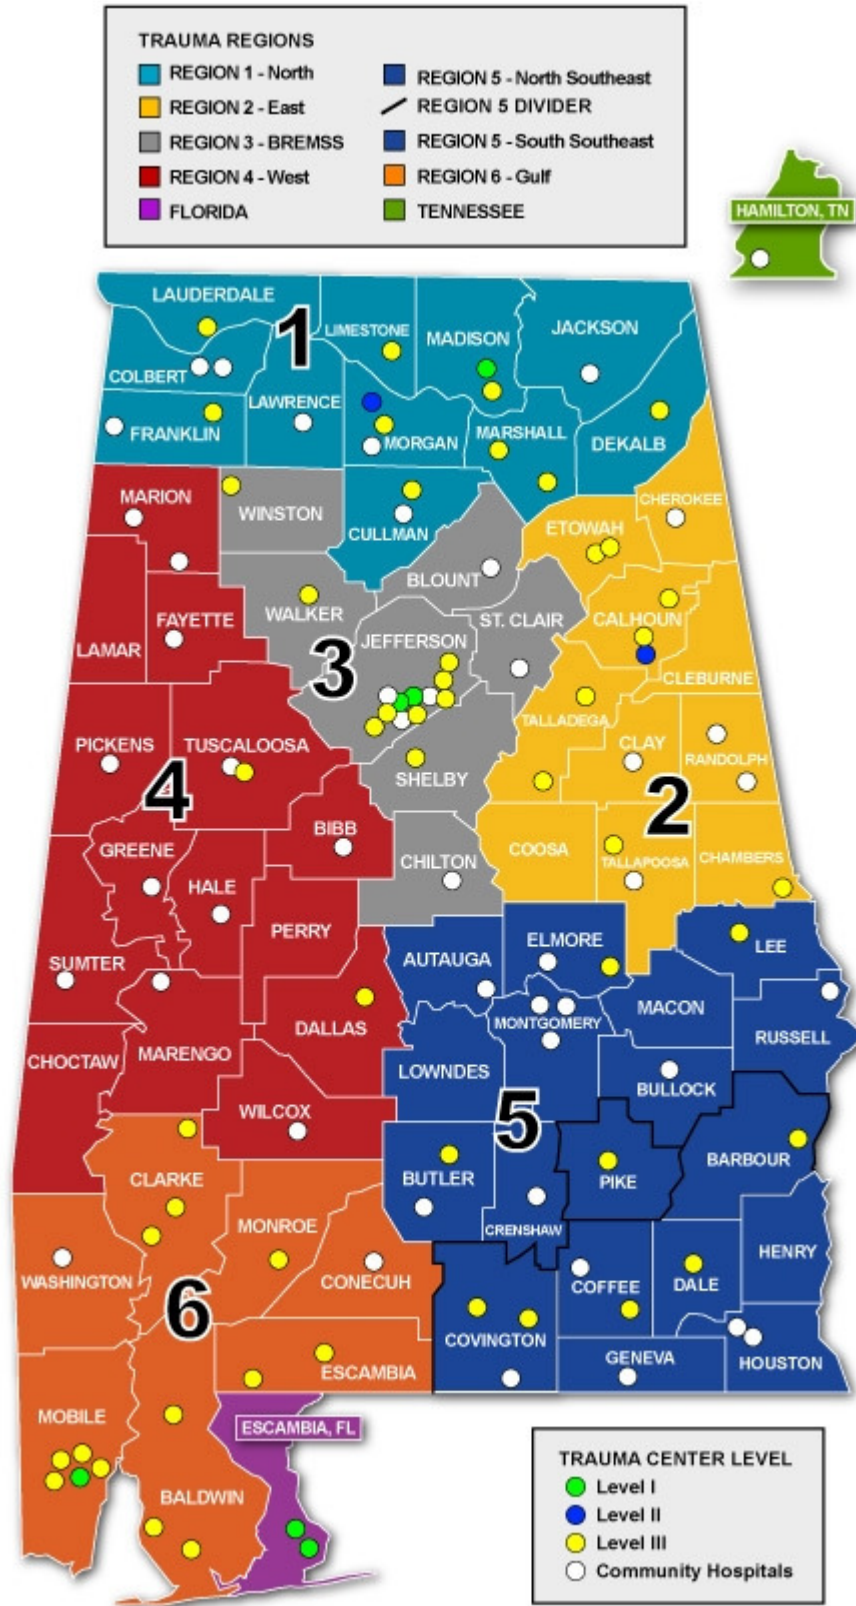 TRAUMA REGIONS
REGION 1 - North
REGION 2 - East
REGION 3 - BREMSS
REGION 4 - West
FLORIDA
REGION 5 - North Southeast
REGION 5 DIVIDER
REGION 5 - South Southeast
REGION 6 - Gulf
TENNESSEE
HAMILTON, TN
LAUDERDALE
1
LIMESTONE
MADISON
JACKSON
COLBERT
LAWRENCE
FRANKLIN
MORGAN
MARSHALL
DEKALB
MARION
WINSTON
CULLMAN
ETOWAH
CHEROKEE
BLOUNT
WALKER
FAYETTE
LAMAR
3
JEFFERSON
ST. CLAIR
CALHOUN
CLEBURNE
TALLADEGA
PICKENS
TUSCALOOSA
4
SHELBY
CLAY
RANDOLPH
2
BIBB
GREENE
HALE
CHILTON
COOSA
TALLAPOOSA
CHAMBERS
PERRY
SUMTER
AUTAUGA
ELMORE
LEE
DALLAS
MONTGOMERY
MACON
RUSSELL
CHOCTAW
MARENGO
LOWNDES
BULLOCK
WILCOX
5
CLARKE
BUTLER
CRENSHAW
PIKE
BARBOUR
MONROE
WASHINGTON
CONECUH
6
COFFEE
DALE
HENRY
COVINGTON
GENEVA
HOUSTON
ESCAMBIA
MOBILE
ESCAMBIA, FL
BALDWIN
TRAUMA CENTER LEVEL
Level I
Level II
Level III
Community Hospitals